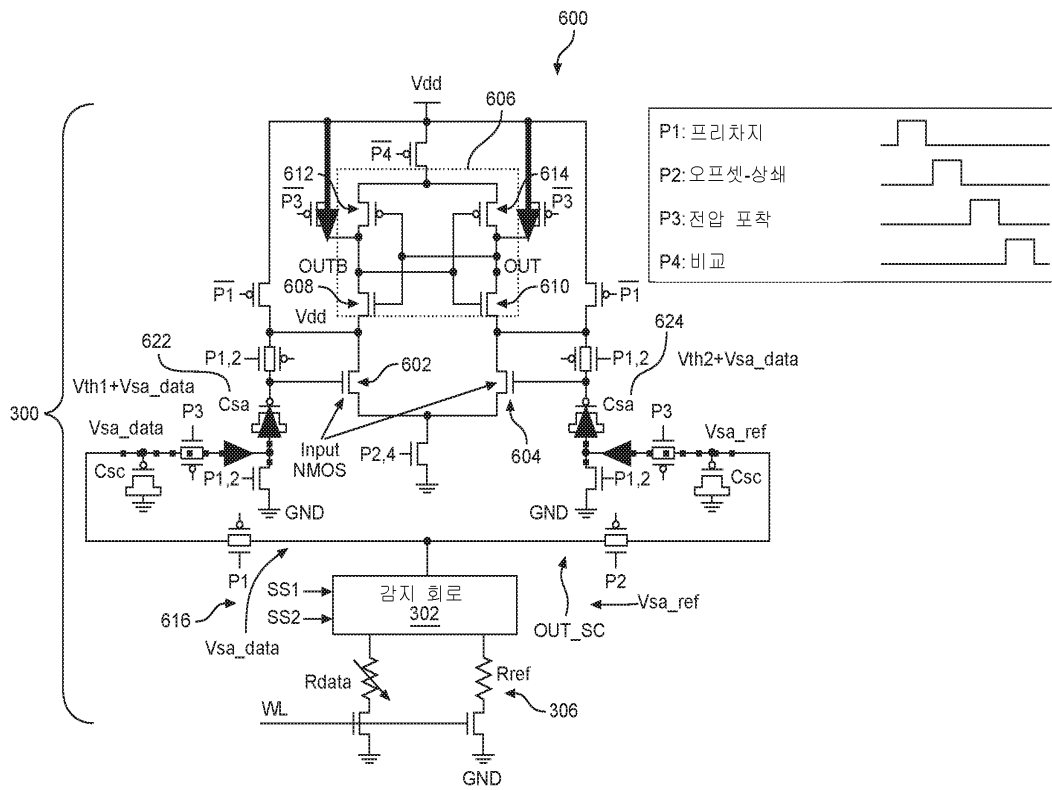 600
Vdd
606
P4
612
614
P3
P3
OUTB
OUT
608
610
P1
P1
Vdd
622
624
P1,2
P1,2
602
Vth1+Vsa_data
Vth2+Vsa_data
Csa
Csa
300
P3
P3
Vsa_data
Vsa_ref
Input
NMOS
604
P2,4
Csc
Csc
P1,2
P1,2
GND
GND
P1
P2
SS1
SS2
감지 회로
302
616
Vsa_data
OUT_SC
Vsa_ref
Rdata
Rref
306
WL
GND
P1: 프리차지
P2: 오프셋-상쇄
P3: 전압 포착
P4: 비교